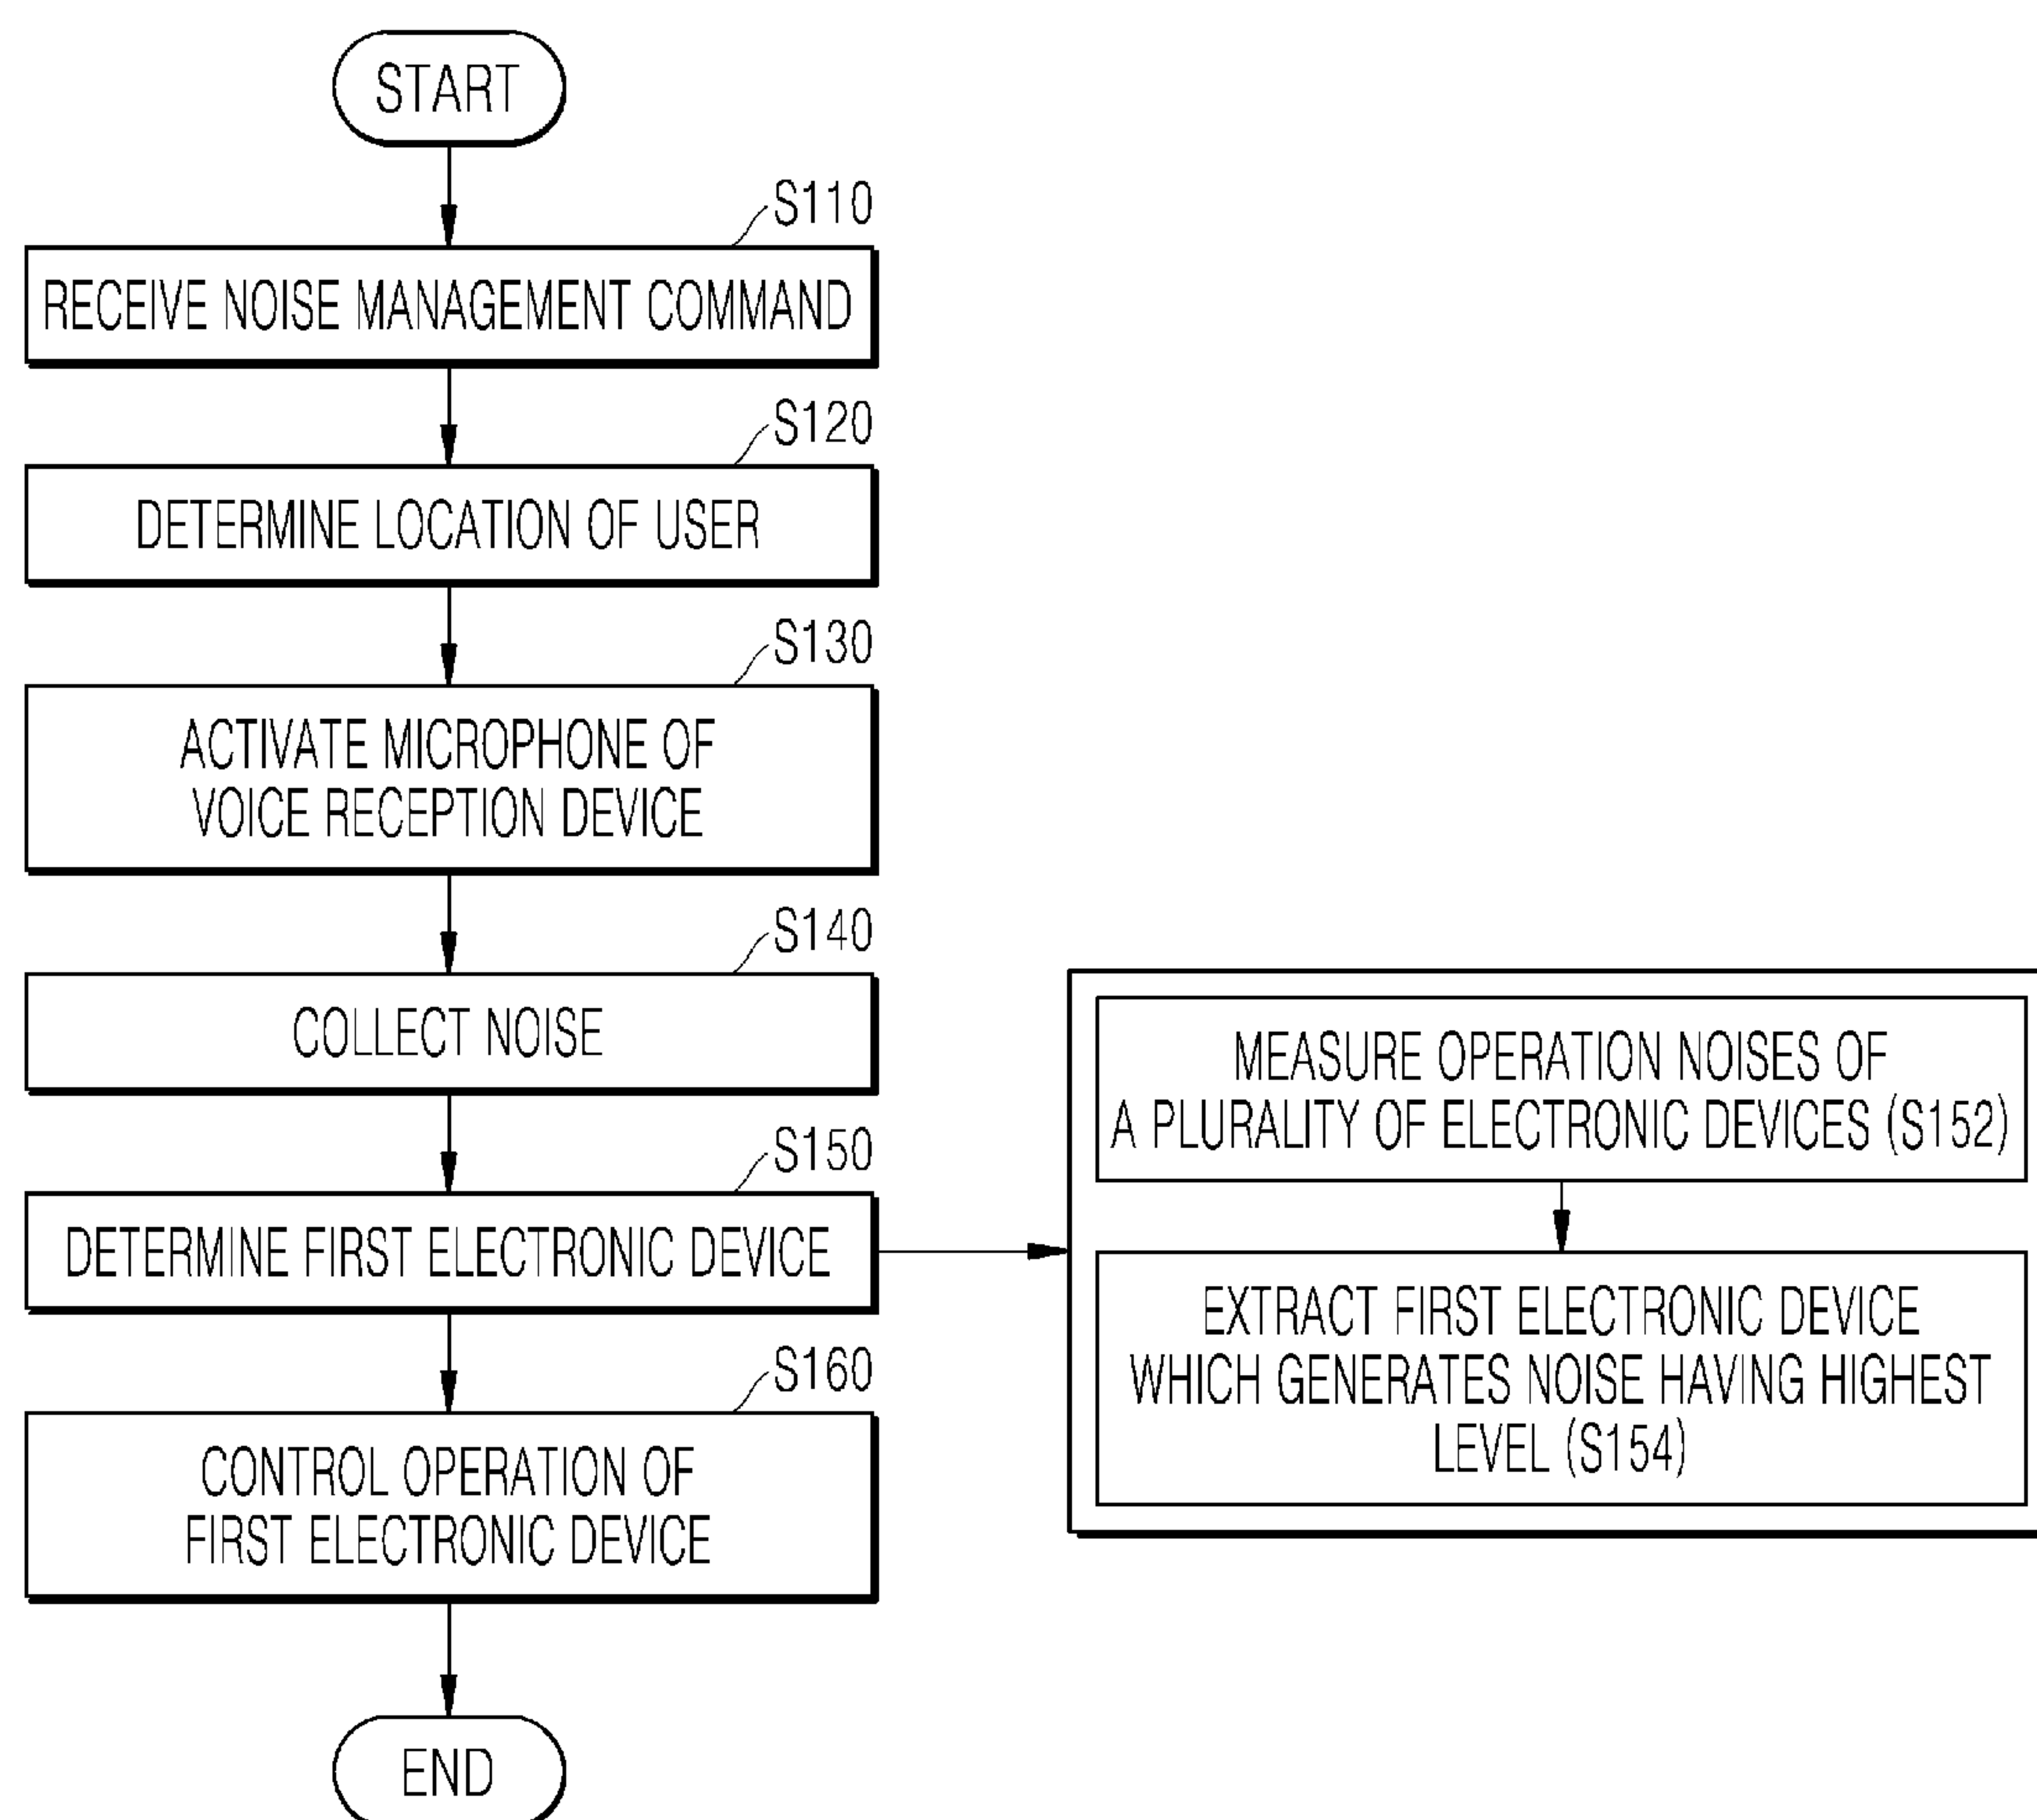 START
S110
RECEIVE NOISE MANAGEMENT COMMAND
S120
DETERMINE LOCATION OF USER
S130
ACTIVATE MICROPHONE OF
VOICE RECEPTION DEVICE
S140
COLLECT NOISE
S150
DETERMINE FIRST ELECTRONIC DEVICE
MEASURE OPERATION NOISES OF
A PLURALITY OF ELECTRONIC DEVICES (S152)
EXTRACT FIRST ELECTRONIC DEVICE
WHICH GENERATES NOISE HAVING HIGHEST
LEVEL (S154)
S160
CONTROL OPERATION OF
FIRST ELECTRONIC DEVICE
END